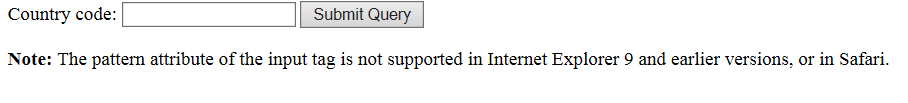 Country code: Submit Query
Note: The pattern attribute of the input tag is not supported in Internet Explorer 9 and earlier versions, or in Safari.